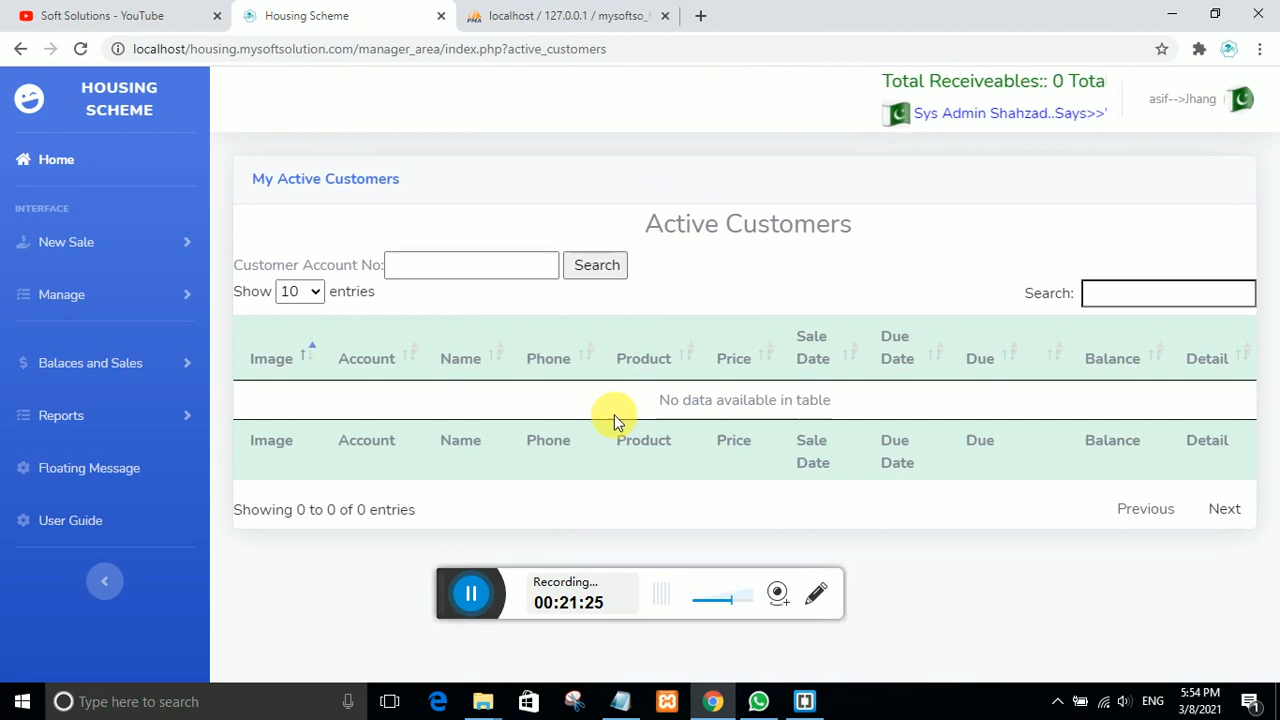 Soft Solutions - YouTube
Housing Scheme
localhost / 127.0.0.1 / mysoftso_
localhost/housing.mysoftsolution.com/manager_area/index.php?active_customers
HOUSING
SCHEME
Total Receiveables:: 0 Tota
Sys Admin Shahzad..Says>>
asif-->Jhang
Home
INTERFACE
New Sale
Manage
Balaces and Sales
Reports
Floating Message
User Guide
My Active Customers
Active Customers
Customer Account No:
Search
Show 10 entries
Search:
Image Account Name Phone Product Price Sale Date Due Date Due Balance Detail
No data available in table
Image Account Name Phone Product Price Sale Date Due Date Due Balance Detail
Showing 0 to 0 of 0 entries
Previous Next
Recording...
00:21:25
Type here to search
ENG
5:54 PM
3/8/2021
1